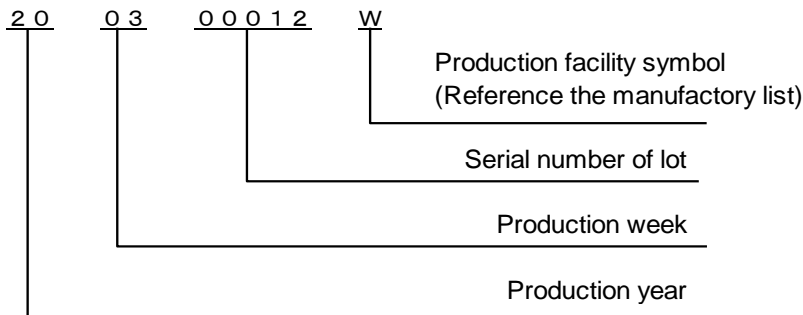 ２０ ０３ ０００１２ W
Production facility symbol
(Reference the manufactory list)
Serial number of lot
Production week
Production year